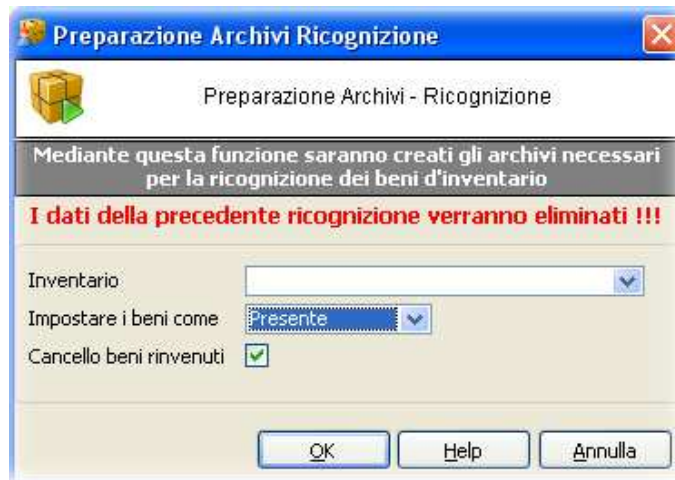 Preparazione Archivi Ricognizione
Preparazione Archivi - Ricognizione
Mediante questa funzione saranno creati gli archivi necessari
per la ricognizione dei beni d'inventario
I dati della precedente ricognizione verranno eliminati !!!
Inventario
Impostare i beni come Presente
Cancello beni rinvenuti
OK Help Annulla